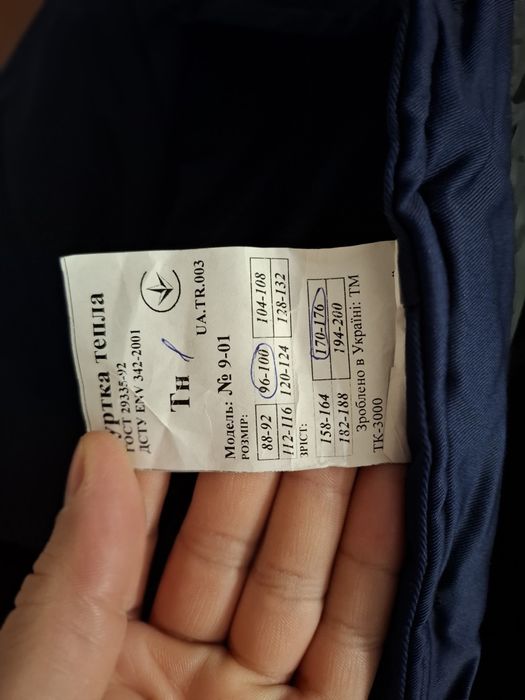 уртка тепла
ГОСТ 29335-92
ДСТУ ENV 342-2001
Тн 1
UA.TR.003
Модель: № 9-01
РОЗМІР:
88-92 96-100 104-108
112-116 120-124 128-132
ЗРІСТ:
158-164 170-176
182-188 194-200
Зроблено в Україні: ТМ
ТК-3000